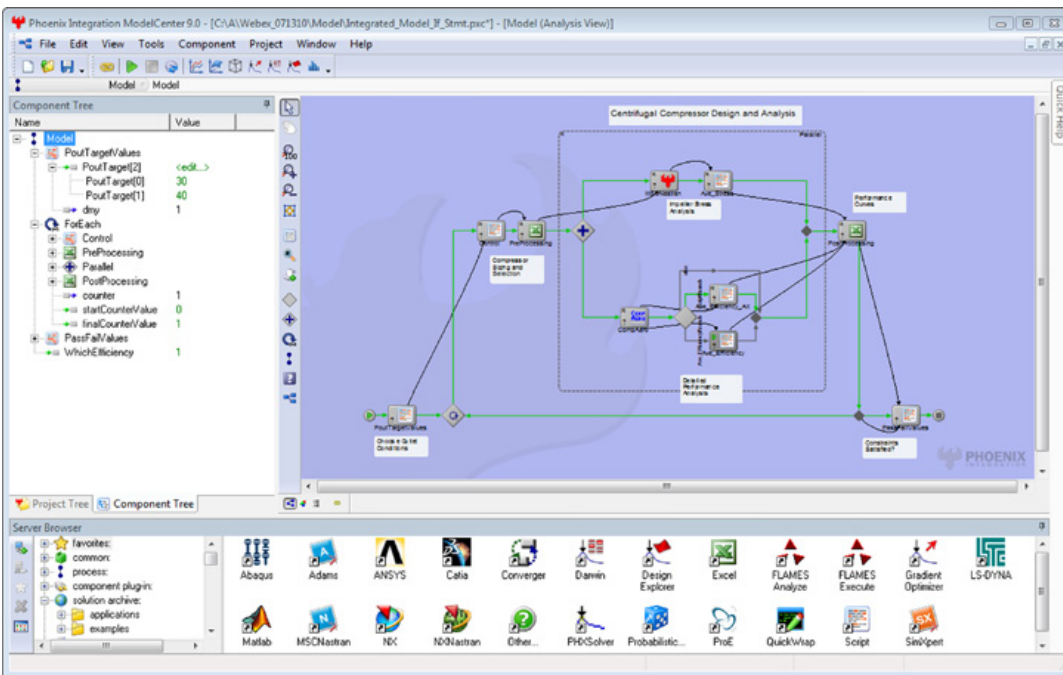 Phoenix Integration ModelCenter 9.0 - [C:\A\Webex_071310\Model\Integrated_Model_If_Stmt.pxc*] - [Model (Analysis View)]
File Edit View Tools Component Project Window Help
Model Model
Component Tree
Quick Help
Name Value
Model
PoutTargetValues
PoutTarget[2] <edit...>
PoutTarget[0] 30
PoutTarget[1] 40
dmy 1
ForEach
Control
PreProcessing
Parallel
PostProcessing
counter 1
startCounterValue 0
finalCounterValue 1
PassFailValues
WhichEfficiency 1
100
Centrifugal Compressor Design and Analysis
Parallel
Impeller Stress
Analysis
Performance
Curves
Control
PreProcessing
PostProcessing
Compressor
Sizing and
Selection
Detailed
Performance
Analysis
PoutTargetValues
PassFailValues
Choose Outlet
Conditions
Constraints
Satisfied?
PHOENIX
INTEGRATION
Project Tree Component Tree
Server Browser
favorites:
common:
process:
component plug-in:
solution archive:
applications
examples
Abaqus Adams ANSYS Catia Converger Darwin Design Explorer Excel FLAMES Analyze FLAMES Execute Gradient Optimizer LS-DYNA
Matlab MSCNastran NX NXNastran Other... PHXSolver Probabilistic... ProE QuickWrap Script SimXpert